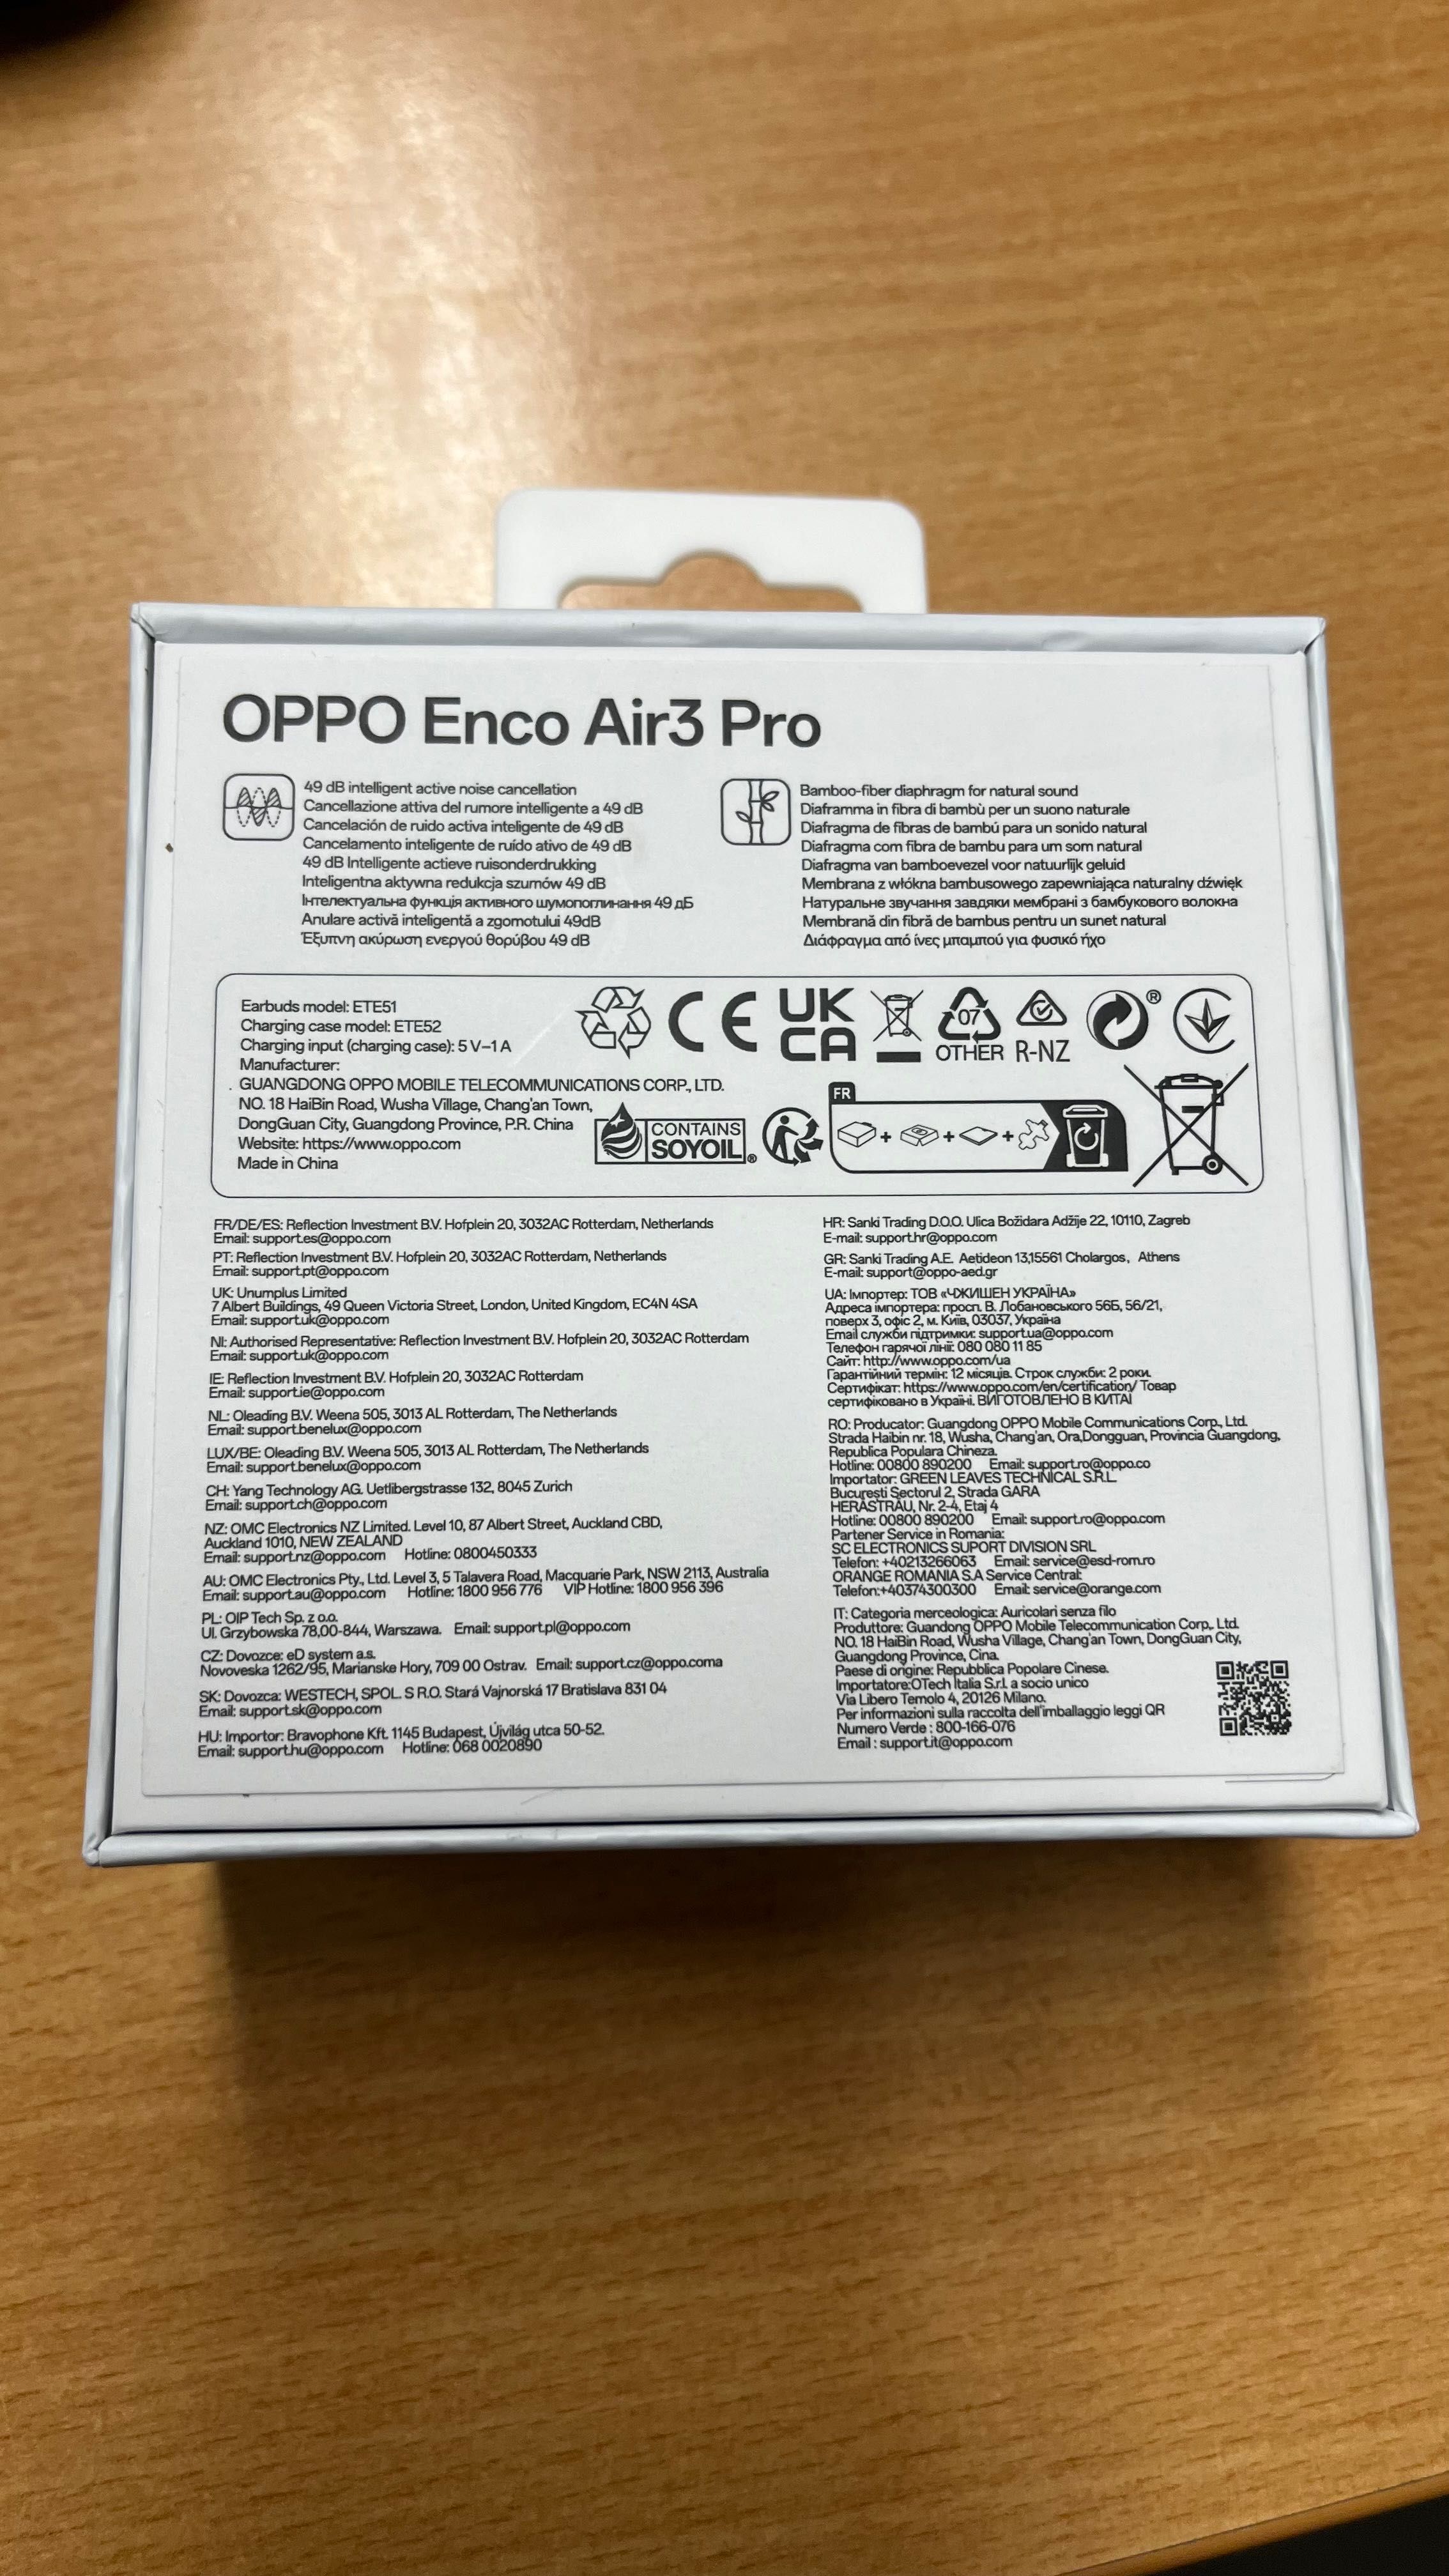 OPPO Enco Air3 Pro
49 dB intelligent active noise cancellation
Cancellazione attiva del rumore intelligente a 49 dB
Cancelación de ruido activa inteligente de 49 dB
Cancelamento inteligente de ruído ativo de 49 dB
49 dB Intelligente actieve ruisonderdrukking
Inteligentna aktywna redukcja szumów 49 dB
Інтелектуальна функція активного шумопоглинання 49 дБ
Anulare activă inteligentă a zgomotului 49dB
Έξυπνη ακύρωση ενεργού θορύβου 49 dB
Bamboo-fiber diaphragm for natural sound
Diaframma in fibra di bambù per un suono naturale
Diafragma de fibras de bambú para un sonido natural
Diafragma com fibra de bambu para um som natural
Diafragma van bamboevezel voor natuurlijk geluid
Membrana z włókna bambusowego zapewniająca naturalny dźwięk
Натуральне звучання завдяки мембрані з бамбукового волокна
Membrană din fibră de bambus pentru un sunet natural
Διάφραγμα από ίνες μπαμπού για φυσικό ήχο
Earbuds model: ETE51
Charging case model: ETE52
Charging input (charging case): 5 V⎓1 A
Manufacturer:
GUANGDONG OPPO MOBILE TELECOMMUNICATIONS CORP., LTD.
NO. 18 HaiBin Road, Wusha Village, Chang'an Town,
DongGuan City, Guangdong Province, P.R. China
Website: https://www.oppo.com
Made in China
CE
UK
CA
07
OTHER
R-NZ
®
CONTAINS
SOYOIL®
FR
FR/DE/ES: Reflection Investment B.V. Hofplein 20, 3032AC Rotterdam, Netherlands
Email: support.es@oppo.com
PT: Reflection Investment B.V. Hofplein 20, 3032AC Rotterdam, Netherlands
Email: support.pt@oppo.com
UK: Unumplus Limited
7 Albert Buildings, 49 Queen Victoria Street, London, United Kingdom, EC4N 4SA
Email: support.uk@oppo.com
NI: Authorised Representative: Reflection Investment B.V. Hofplein 20, 3032AC Rotterdam
Email: support.uk@oppo.com
IE: Reflection Investment B.V. Hofplein 20, 3032AC Rotterdam
Email: support.ie@oppo.com
NL: Oleading B.V. Weena 505, 3013 AL Rotterdam, The Netherlands
Email: support.benelux@oppo.com
LUX/BE: Oleading B.V. Weena 505, 3013 AL Rotterdam, The Netherlands
Email: support.benelux@oppo.com
CH: Yang Technology AG. Uetlibergstrasse 132, 8045 Zurich
Email: support.ch@oppo.com
NZ: OMC Electronics NZ Limited. Level 10, 87 Albert Street, Auckland CBD,
Auckland 1010, NEW ZEALAND
Email: support.nz@oppo.com Hotline: 0800450333
AU: OMC Electronics Pty., Ltd. Level 3, 5 Talavera Road, Macquarie Park, NSW 2113, Australia
Email: support.au@oppo.com Hotline: 1800 956 776 VIP Hotline: 1800 956 396
PL: OIP Tech Sp. z o.o.
Ul. Grzybowska 78,00-844, Warszawa. Email: support.pl@oppo.com
CZ: Dovozce: eD system a.s.
Novoveska 1262/95, Marianske Hory, 709 00 Ostrav. Email: support.cz@oppo.coma
SK: Dovozca: WESTECH, SPOL. S R.O. Stará Vajnorská 17 Bratislava 831 04
Email: support.sk@oppo.com
HU: Importor: Bravophone Kft. 1145 Budapest, Újvilág utca 50-52.
Email: support.hu@oppo.com Hotline: 068 0020890
HR: Sanki Trading D.O.O. Ulica Božidara Adžije 22, 10110, Zagreb
E-mail: support.hr@oppo.com
GR: Sanki Trading A.E. Aetideon 13,15561 Cholargos, Athens
E-mail: support@oppo-aed.gr
UA: Імпортер: ТОВ «ЧЖИШЕН УКРАЇНА»
Адреса імпортера: просп. В. Лобановського 56Б, 56/21,
поверх 3, офіс 2, м. Київ, 03037, Україна
Email служби підтримки: support.ua@oppo.com
Телефон гарячої лінії: 080 080 11 85
Сайт: http://www.oppo.com/ua
Гарантійний термін: 12 місяців. Строк служби: 2 роки.
Сертифікат: https://www.oppo.com/en/certification/ Товар
сертифіковано в Україні. ВИГОТОВЛЕНО В КИТАЇ
RO: Producator: Guangdong OPPO Mobile Communications Corp., Ltd.
Strada Haibin nr. 18, Wusha, Chang'an, Ora,Dongguan, Provincia Guangdong,
Republica Populara Chineza.
Hotline: 00800 890200 Email: support.ro@oppo.co
Importator: GREEN LEAVES TECHNICAL S.R.L.
Bucureşti Sectorul 2, Strada GARA
HERĂSTRĂU, Nr. 2-4, Etaj 4
Hotline: 00800 890200 Email: support.ro@oppo.com
Partener Service in Romania:
SC ELECTRONICS SUPORT DIVISION SRL
Telefon: +40213266063 Email: service@esd-rom.ro
ORANGE ROMANIA S.A Service Central:
Telefon:+40374300300 Email: service@orange.com
IT: Categoria merceologica: Auricolari senza filo
Produttore: Guandong OPPO Mobile Telecommunication Corp,. Ltd.
NO. 18 HaiBin Road, Wusha Village, Chang'an Town, DongGuan City,
Guangdong Province, Cina.
Paese di origine: Repubblica Popolare Cinese.
Importatore:OTech Italia S.r.l. a socio unico
Via Libero Temolo 4, 20126 Milano.
Per informazioni sulla raccolta dell'imballaggio leggi QR
Numero Verde : 800-166-076
Email : support.it@oppo.com